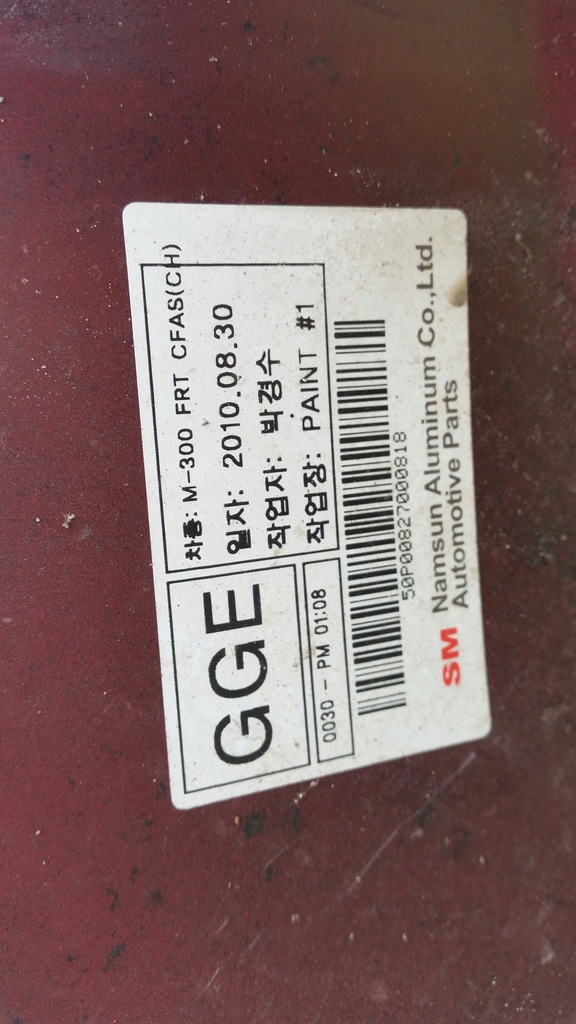 차종: M-300 FRT CFAS(CH)
일자: 2010.08.30
작업자: 박경수
작업장: PAINT #1
GGE
0030 - PM 01:08
50P00827000818
SM Namsun Aluminum Co.,Ltd.
Automotive Parts